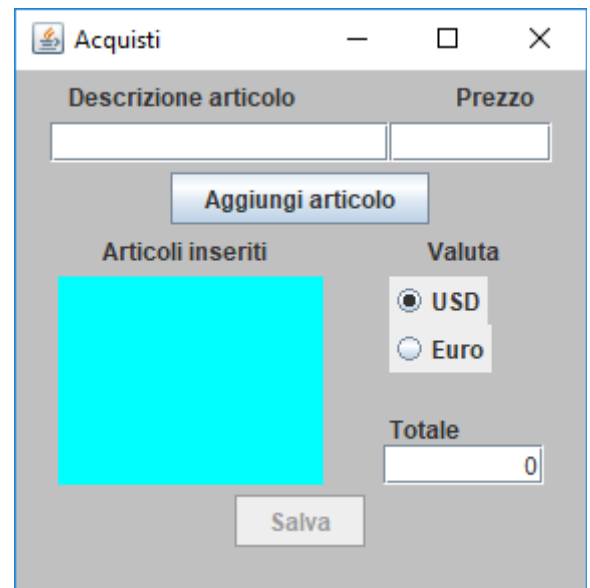 Acquisti
Descrizione articolo Prezzo
Aggiungi articolo
Articoli inseriti Valuta
USD
Euro
Totale
0
Salva